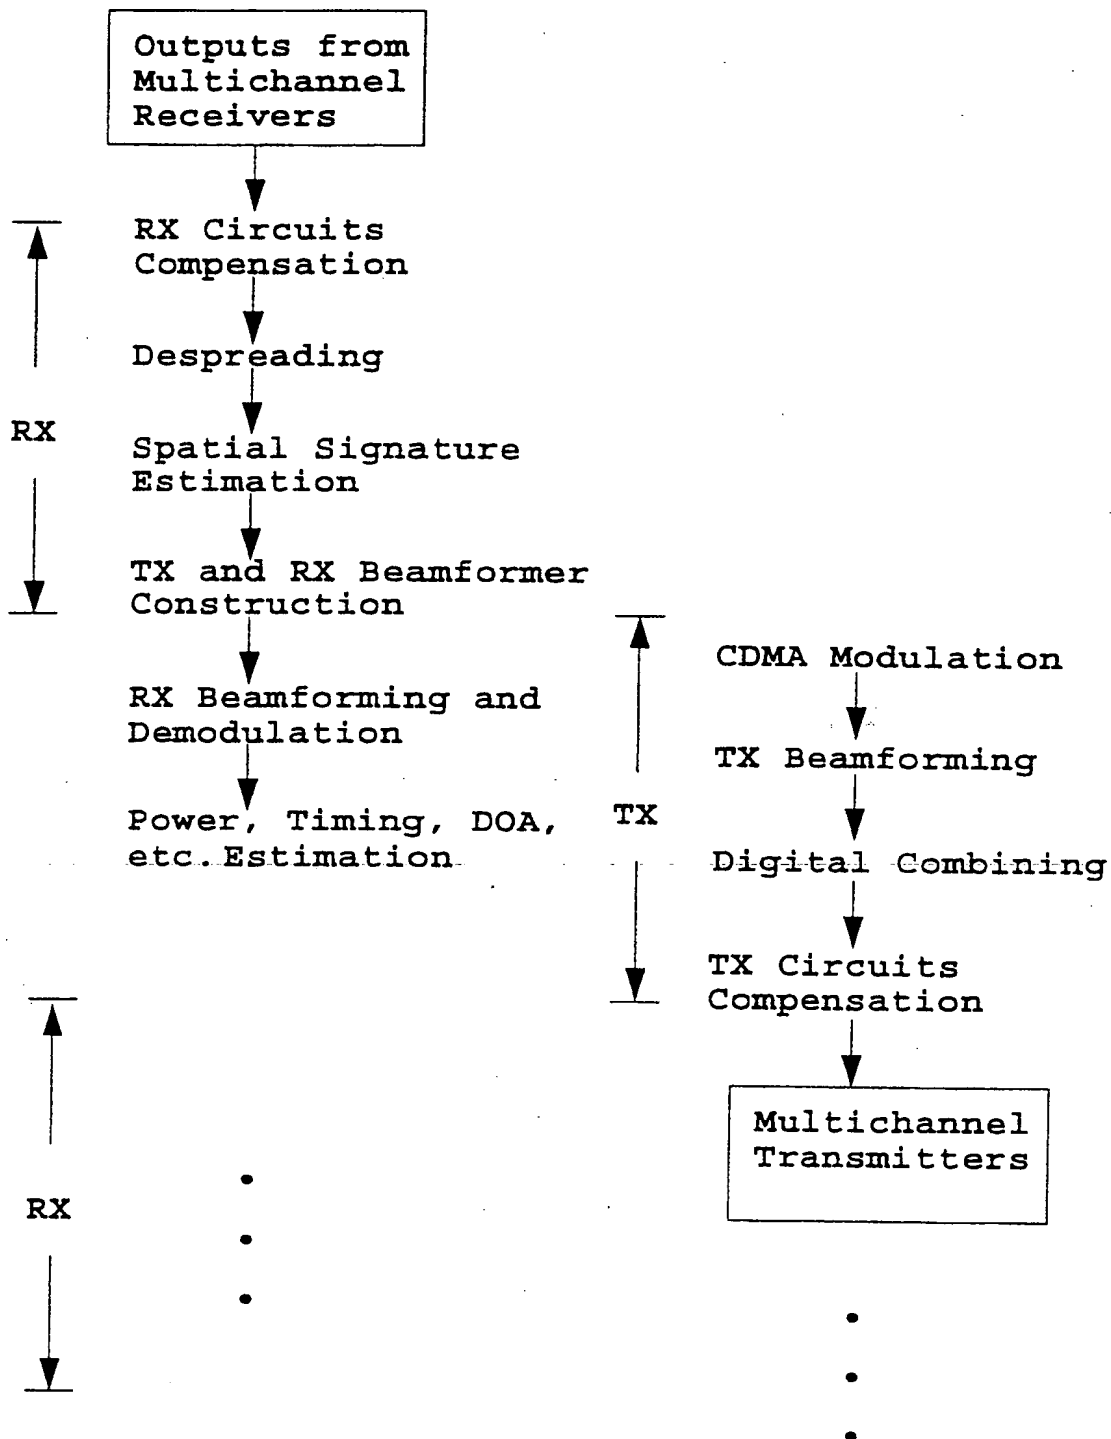 Outputs from
Multichannel
Receivers
RX Circuits
Compensation
Despreading
RX
Spatial Signature
Estimation
TX and RX Beamformer
Construction
RX Beamforming and
Demodulation
Power, Timing, DOA,
etc. Estimation
CDMA Modulation
TX Beamforming
TX
Digital Combining
TX Circuits
Compensation
Multichannel
Transmitters
RX